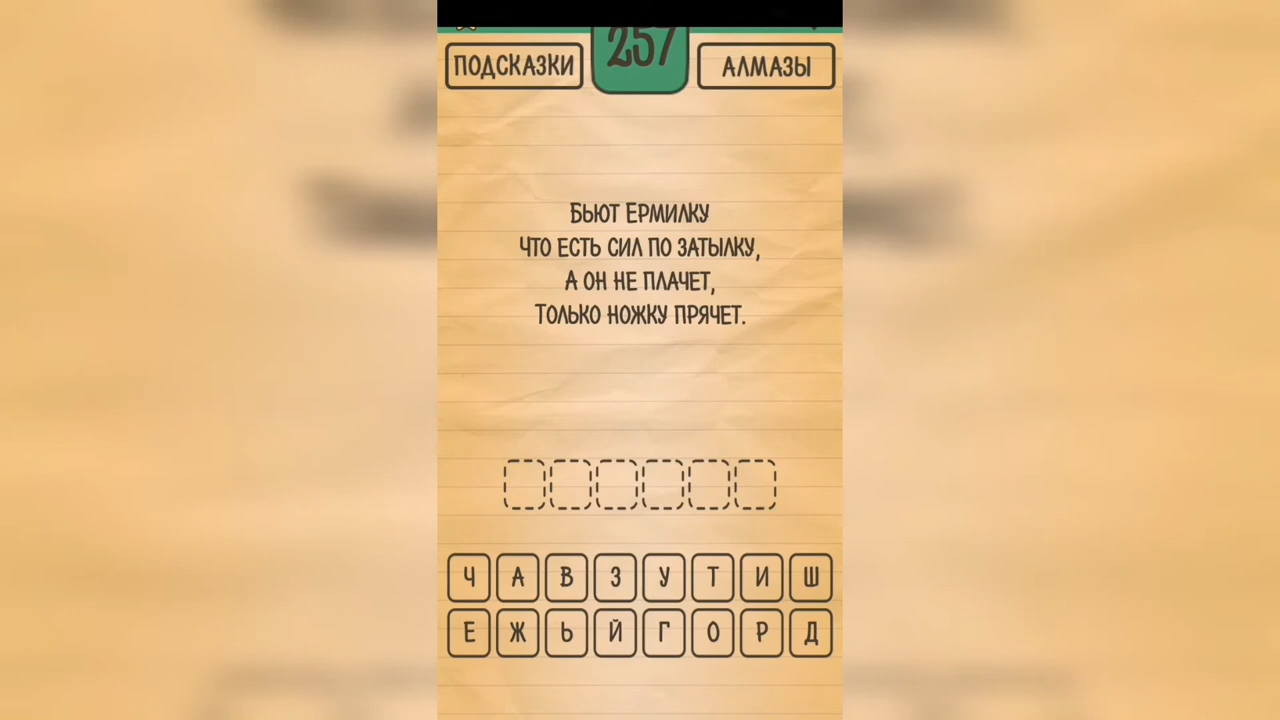 257
ПОДСКАЗКИ
АЛМАЗЫ
БЬЮТ ЕРМИЛКУ
ЧТО ЕСТЬ СИЛ ПО ЗАТЫЛКУ,
А ОН НЕ ПЛАЧЕТ,
ТОЛЬКО НОЖКУ ПРЯЧЕТ.
Ч А В З У Т И Ш
Е Ж Ь Й Г О Р Д